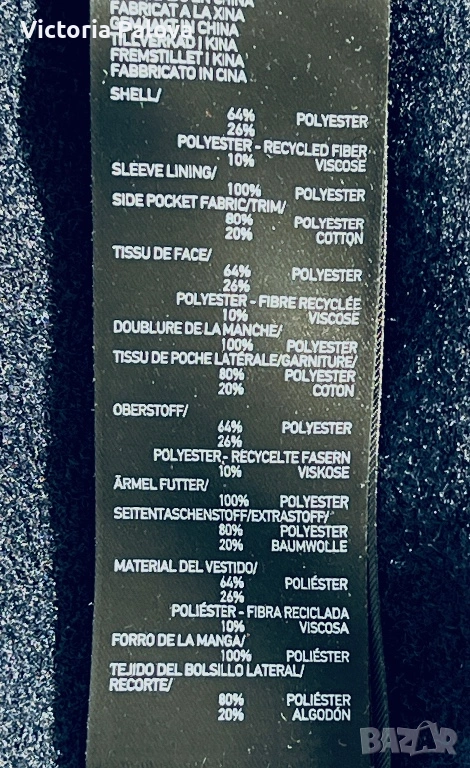 FABRICAT A LA XINA
Victoria Palova
GEMAAKT IN CHINA
TILLVERKAD I KINA
FREMSTILLET I KINA
FABBRICATO IN CINA
SHELL/
64% POLYESTER
26%
POLYESTER - RECYCLED FIBER
10% VISCOSE
SLEEVE LINING/
100% POLYESTER
SIDE POCKET FABRIC/TRIM/
80% POLYESTER
20% COTTON
TISSU DE FACE/
64% POLYESTER
26%
POLYESTER - FIBRE RECYCLÉE
10% VISCOSE
DOUBLURE DE LA MANCHE/
100% POLYESTER
TISSU DE POCHE LATÉRALE/GARNITURE/
80% POLYESTER
20% COTON
OBERSTOFF/
64% POLYESTER
26%
POLYESTER - RECYCELTE FASERN
10% VISKOSE
ÄRMEL FUTTER/
100% POLYESTER
SEITENTASCHENSTOFF/EXTRASTOFF/
80% POLYESTER
20% BAUMWOLLE
MATERIAL DEL VESTIDO/
64% POLIÉSTER
26%
POLIÉSTER - FIBRA RECICLADA
10% VISCOSA
FORRO DE LA MANGA/
100% POLIÉSTER
TEJIDO DEL BOLSILLO LATERAL/
RECORTE/
80% POLIÉSTER
20% ALGODÓN
BAZAR